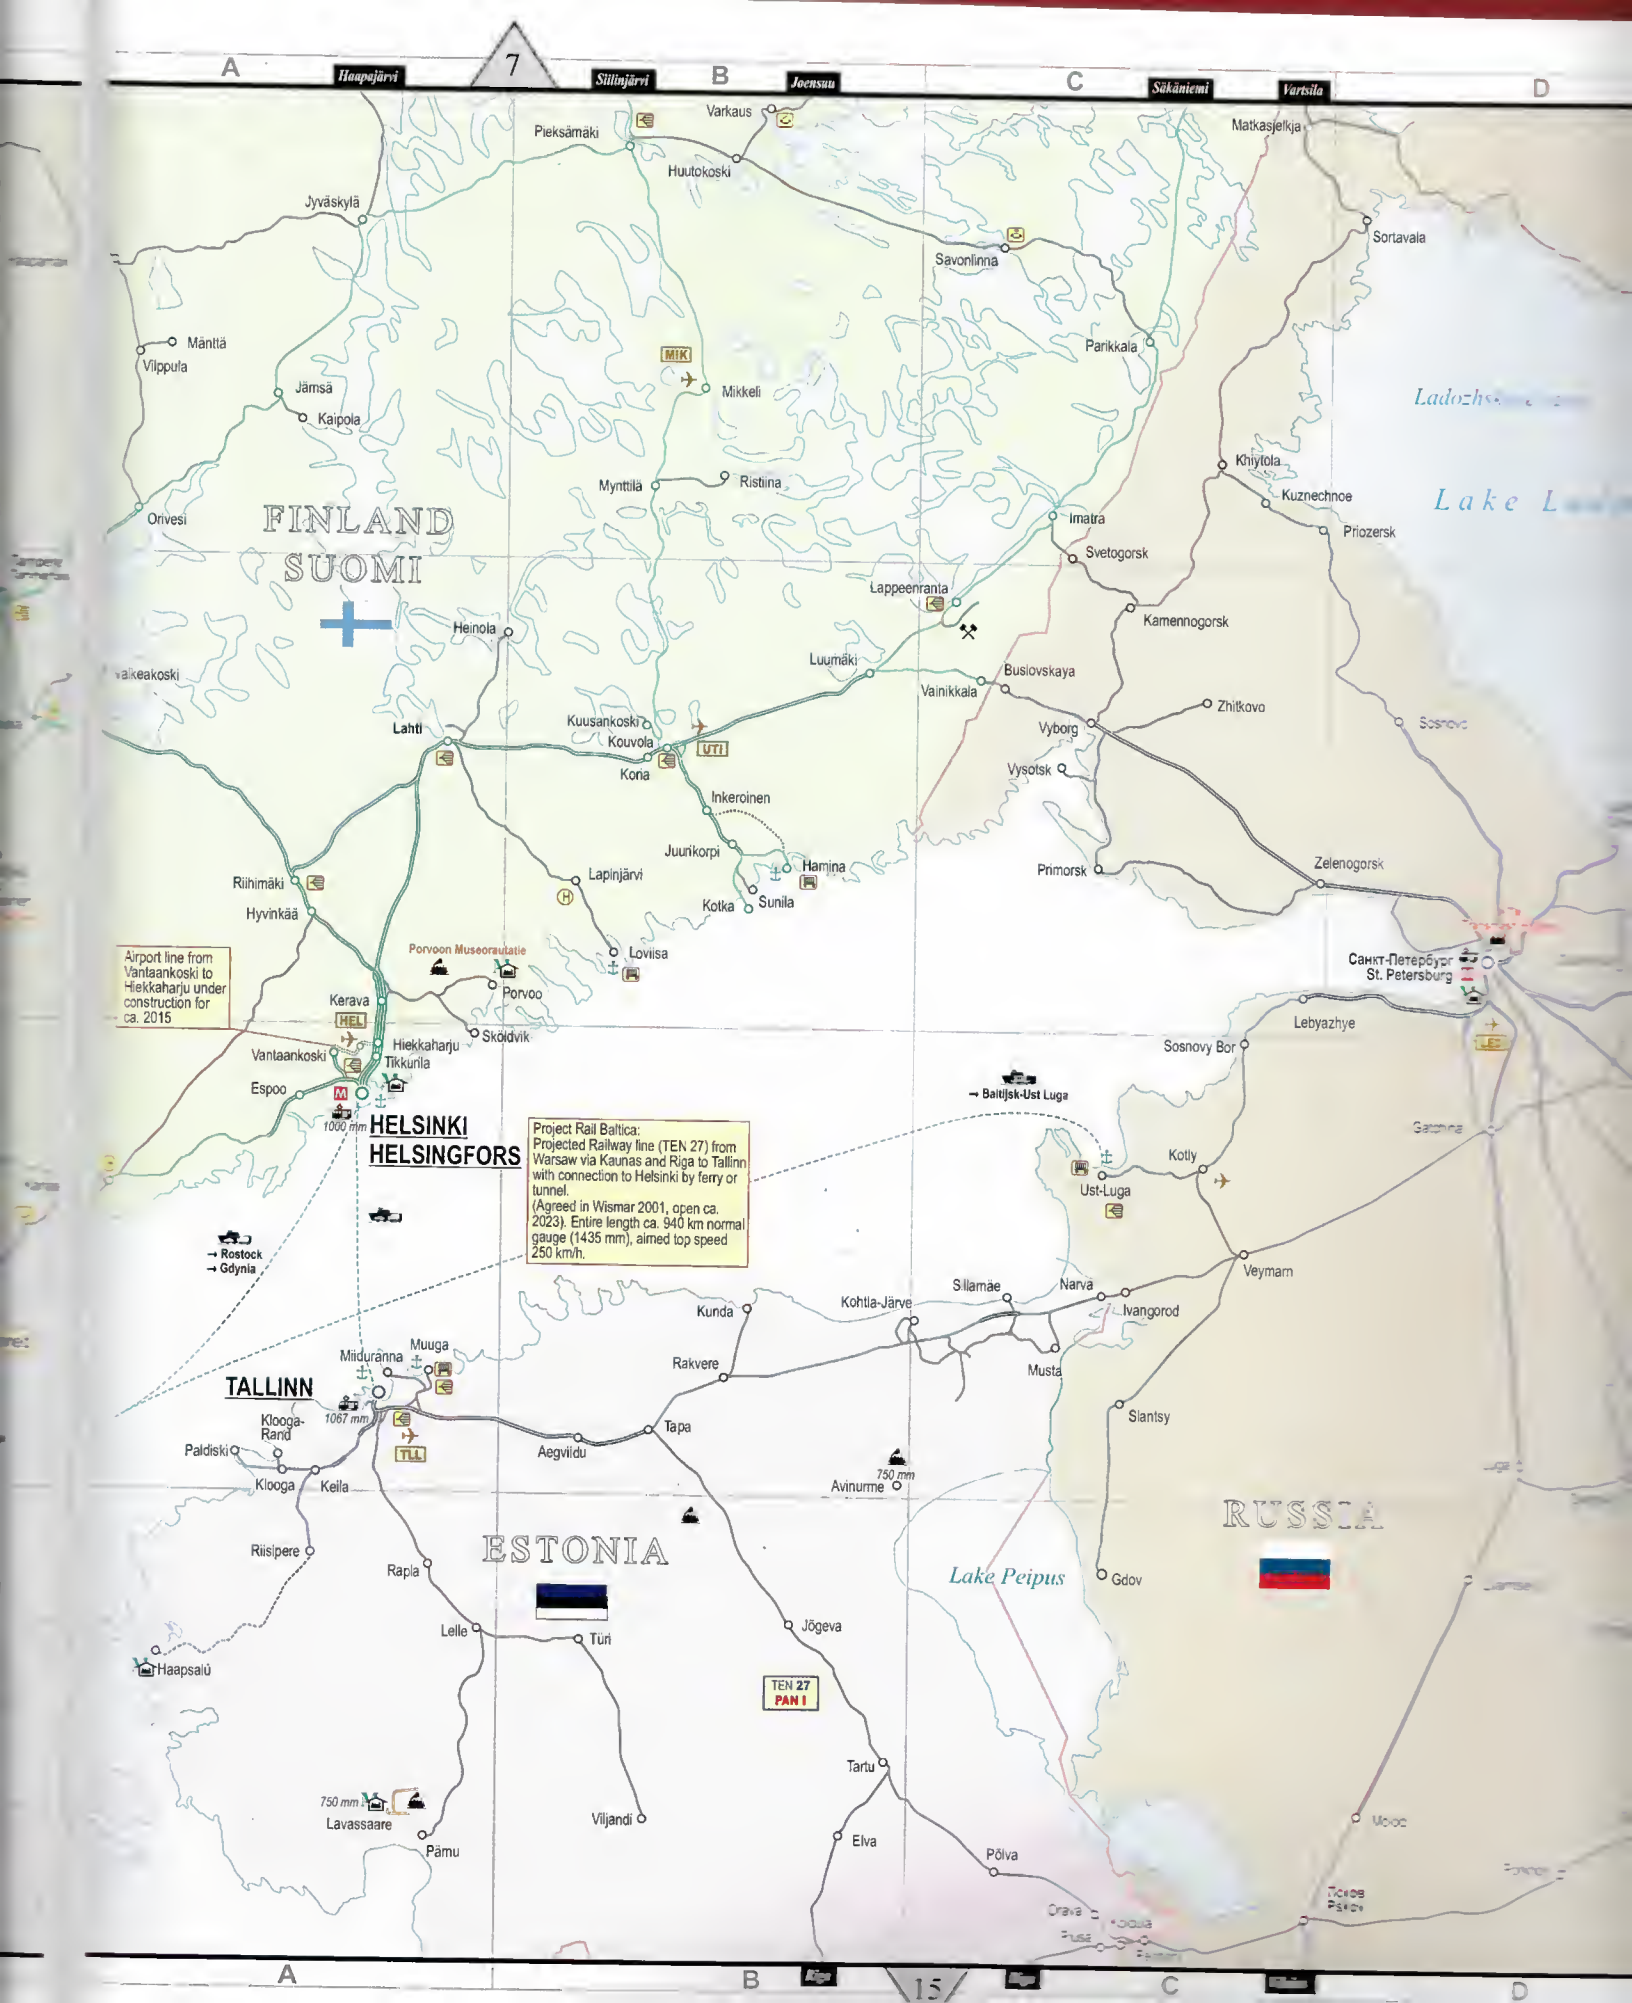 A
7
B
C
D
Haapajärvi
Siilinjärvi
Joensuu
Säkäniemi
Vartsila
Pieksämäki
Varkaus
Huutokoski
Matkasjelkja
Jyväskylä
Savonlinna
Sortavala
Mänttä
Vilppula
Jämsä
Kaipola
MIK
Mikkeli
Parikkala
Khiytola
Kuznechnoe
Priozersk
Lake
Orivesi
Mynttilä
Ristiina
Imatra
Svetogorsk
FINLAND
SUOMI
Lappeenranta
Kamennogorsk
Heinola
Luumäki
Vainikkala
Buslovskaya
Zhitkovo
Vyborg
Sosnovo
Lahti
Kuusankoski
Kouvola
Koria
UTI
Vysotsk
Inkeroinen
Juurikorpi
Hamina
Kotka
Sunila
Primorsk
Zelenogorsk
Riihimäki
Hyvinkää
Lapinjärvi
H
Loviisa
Airport line from
Vantaankoski to
Hiekkaharju under
construction for
ca. 2015
Porvoon Museorautatie
Porvoo
Kerava
HEL
Sköldvik
Hiekkaharju
Vantaankoski
Tikkurila
Espoo
M
1000 mm
HELSINKI
HELSINGFORS
Санкт-Петербург
St. Petersburg
Lebyazhye
Sosnovy Bor
LED
→ Baltijsk-Ust Luga
Gatchina
Project Rail Baltica:
Projected Railway line (TEN 27) from
Warsaw via Kaunas and Riga to Tallinn
with connection to Helsinki by ferry or
tunnel.
(Agreed in Wismar 2001, open ca.
2023). Entire length ca. 940 km normal
gauge (1435 mm), aimed top speed
250 km/h.
Kotly
Ust-Luga
→ Rostock
→ Gdynia
Veymarn
Kunda
Kohtla-Järve
Sillamäe
Narva
Ivangorod
Muuga
Miiduranna
Rakvere
Musta
TALLINN
1067 mm
Klooga-
Rand
Paldiski
Klooga
Keila
TLL
Aegviidu
Tapa
Slantsy
750 mm
Avinurme
Luga
Riisipere
Rapla
ESTONIA
Lake Peipus
RUSSIA
Gdov
Lelle
Türi
Jõgeva
Haapsalu
TEN 27
PAN I
Tartu
750 mm
Lavassaare
Pärnu
Viljandi
Elva
Põlva
Orava
Псков
Pskov
A
B
Riga
15
Riga
C
D